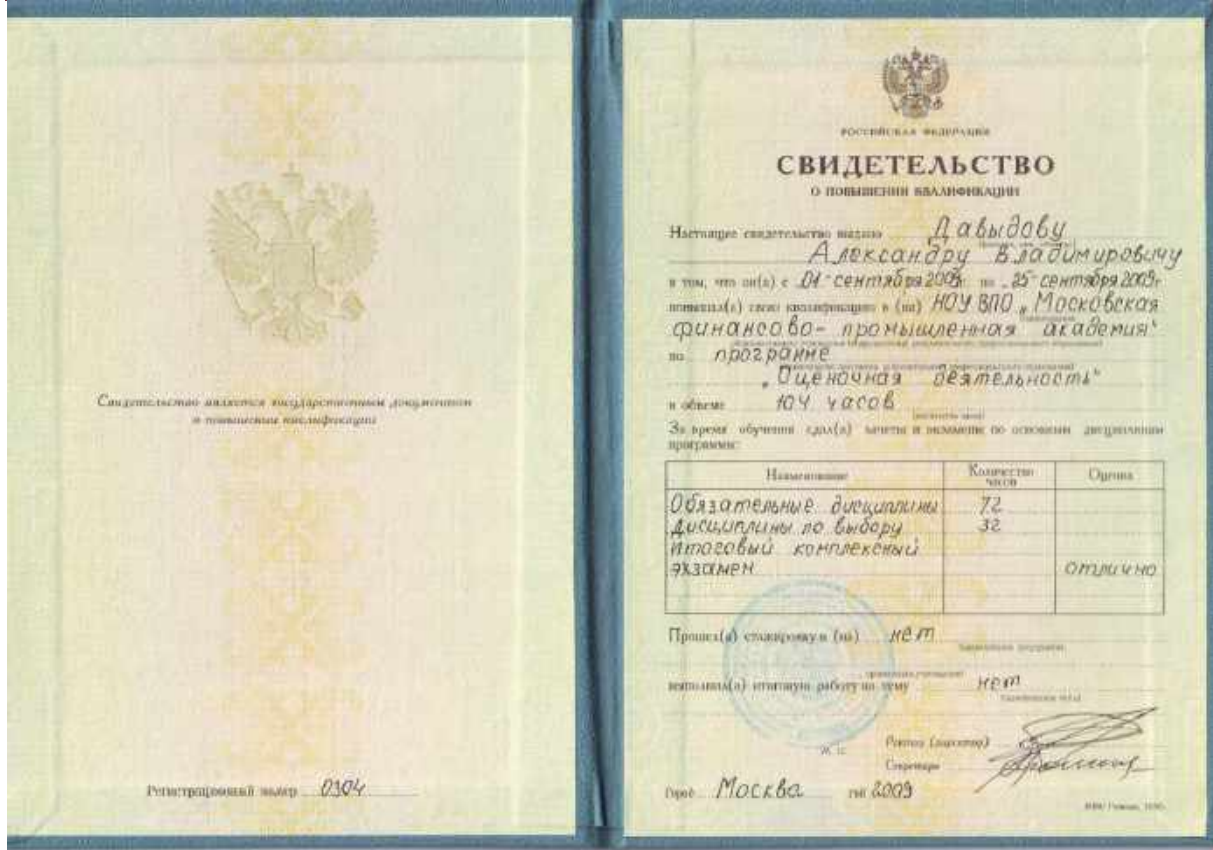 Свидетельство является государственным документом
о повышении квалификации
Регистрационный номер 0304
РОССИЙСКАЯ ФЕДЕРАЦИЯ
СВИДЕТЕЛЬСТВО
О ПОВЫШЕНИИ КВАЛИФИКАЦИИ
Настоящее свидетельство выдано Давыдову
Александру Владимировичу
в том, что он(а) с „01" сентября 2009г. по „25" сентября 2009г.
повысил(а) свою квалификацию в (на) НОУ ВПО „Московская
финансово-промышленная академия"
по программе
„Оценочная деятельность"
в объеме 104 часов
За время обучения сдал(а) зачеты и экзамены по основным дисциплинам
программы:
Наименование Количество часов Оценка
Обязательные дисциплины 72
Дисциплины по выбору 32
Итоговый комплексный
экзамен отлично
Прошел(а) стажировку в (на) нет
выполнил(а) итоговую работу на тему нет
Ректор (директор)
Секретарь
Город Москва год 2009